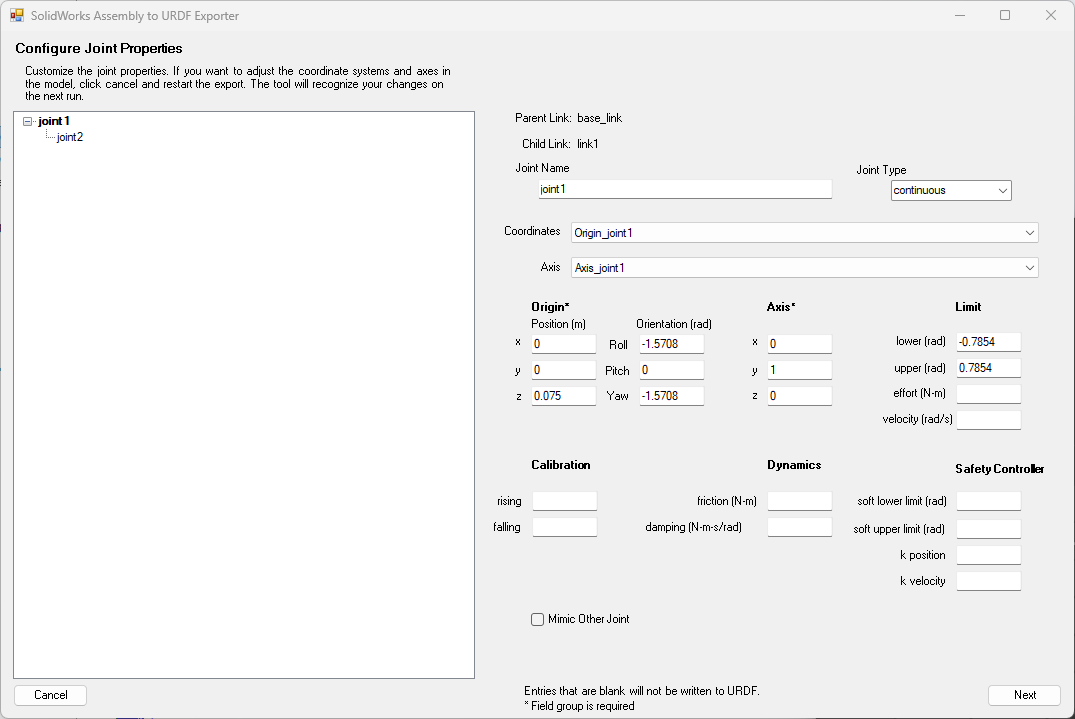 SolidWorks Assembly to URDF Exporter
Configure Joint Properties
Customize the joint properties. If you want to adjust the coordinate systems and axes in
the model, click cancel and restart the export. The tool will recognize your changes on
the next run.
joint1
joint2
Parent Link: base_link
Child Link: link1
Joint Name
joint1
Joint Type
continuous
Coordinates
Origin_joint1
Axis
Axis_joint1
Origin*
Position (m)
Orientation (rad)
x 0 Roll -1.5708
y 0 Pitch 0
z 0.075 Yaw -1.5708
Axis*
x 0
y 1
z 0
Limit
lower (rad) -0.7854
upper (rad) 0.7854
effort (N-m)
velocity (rad/s)
Calibration
rising
falling
Dynamics
friction (N-m)
damping (N-m-s/rad)
Safety Controller
soft lower limit (rad)
soft upper limit (rad)
k position
k velocity
Mimic Other Joint
Entries that are blank will not be written to URDF.
* Field group is required
Cancel
Next